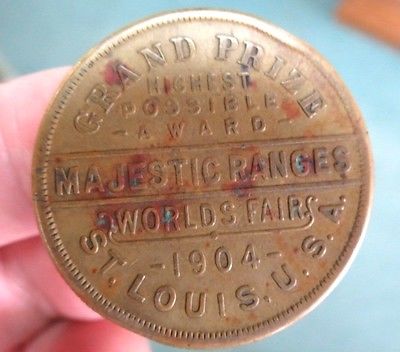 GRAND PRIZE
HIGHEST
POSSIBLE
-AWARD-
MAJESTIC RANGES
WORLDS FAIR
-1904-
ST. LOUIS. U.S.A.